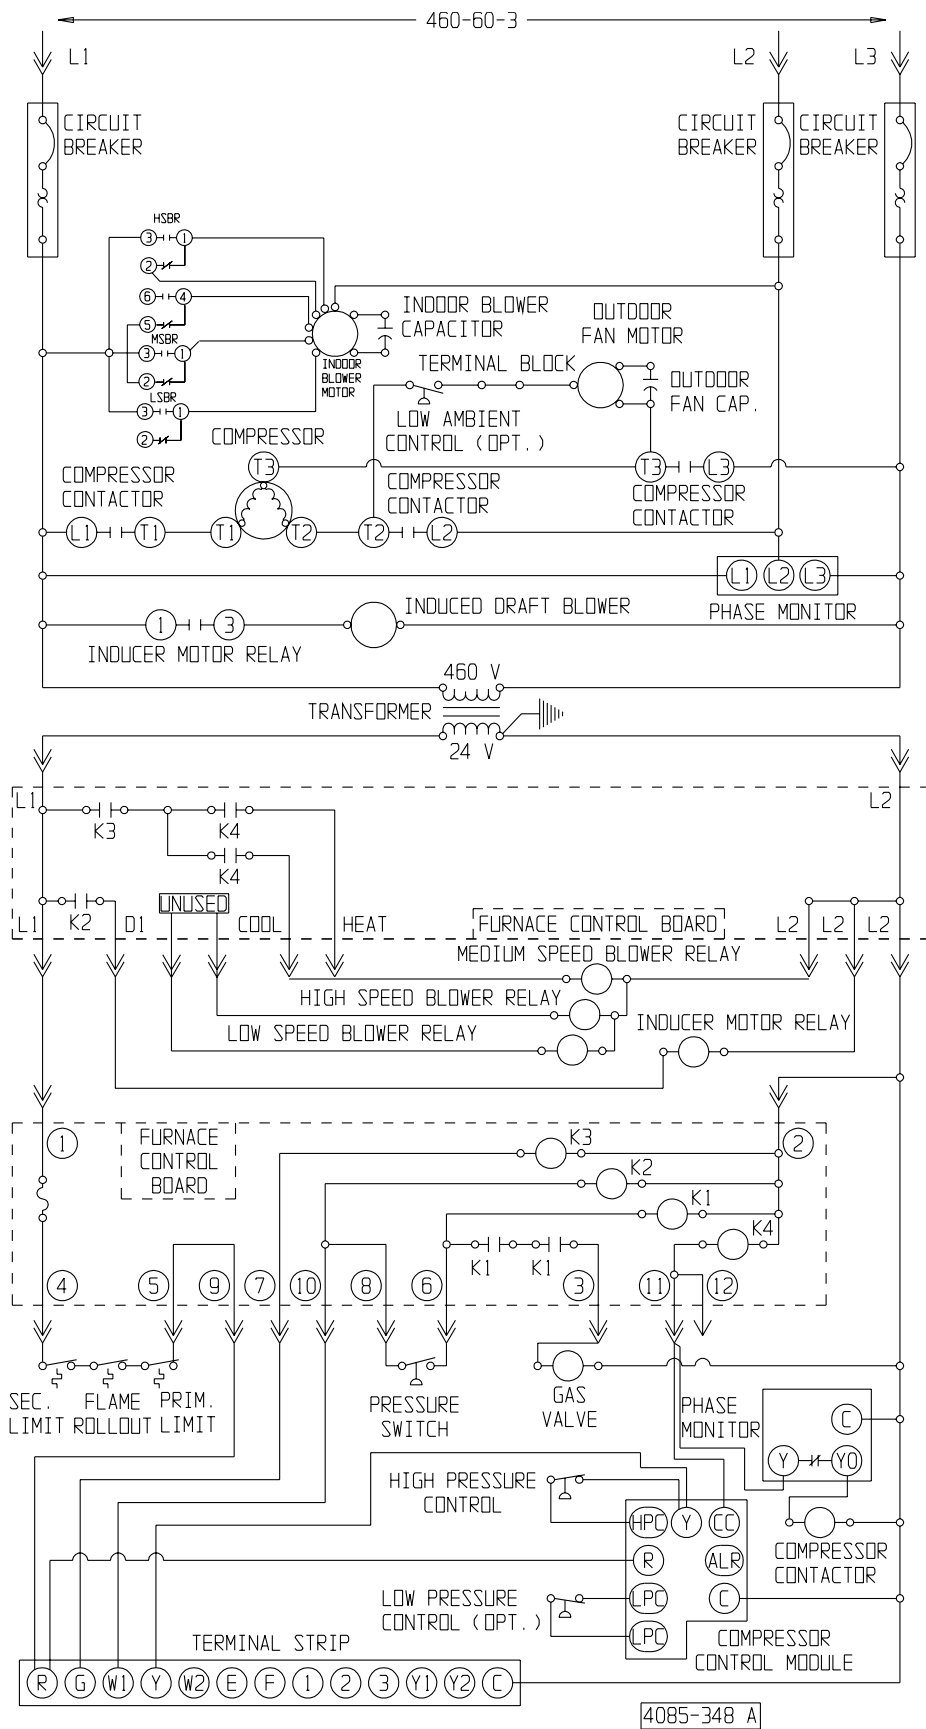 460-60-3
L1
L2
L3
CIRCUIT
BREAKER
CIRCUIT
BREAKER
CIRCUIT
BREAKER
HSBR
3
1
2
6
4
5
MSBR
3
1
2
LSBR
3
1
2
INDOOR
BLOWER
MOTOR
INDOOR BLOWER
CAPACITOR
OUTDOOR
FAN MOTOR
TERMINAL BLOCK
OUTDOOR
FAN CAP.
LOW AMBIENT
CONTROL (OPT.)
COMPRESSOR
T3
T3
L3
COMPRESSOR
CONTACTOR
COMPRESSOR
CONTACTOR
COMPRESSOR
CONTACTOR
L1
T1
T1
T2
T2
L2
L1
L2
L3
PHASE MONITOR
INDUCED DRAFT BLOWER
1
3
INDUCER MOTOR RELAY
460 V
TRANSFORMER
24 V
L1
L2
K3
K4
K4
UNUSED
K2
L1
D1
COOL
HEAT
FURNACE CONTROL BOARD
L2
L2
L2
MEDIUM SPEED BLOWER RELAY
HIGH SPEED BLOWER RELAY
LOW SPEED BLOWER RELAY
INDUCER MOTOR RELAY
1
FURNACE
CONTROL
BOARD
K3
2
K2
K1
K4
K1
K1
4
5
9
7
10
8
6
3
11
12
SEC.
LIMIT
FLAME
ROLLOUT
PRIM.
LIMIT
PRESSURE
SWITCH
GAS
VALVE
PHASE
MONITOR
C
Y
YO
HIGH PRESSURE
CONTROL
HPC
Y
CC
R
ALR
LPC
C
LPC
COMPRESSOR
CONTACTOR
LOW PRESSURE
CONTROL (OPT.)
COMPRESSOR
CONTROL MODULE
TERMINAL STRIP
R
G
W1
Y
W2
E
F
1
2
3
Y1
Y2
C
4085-348 A